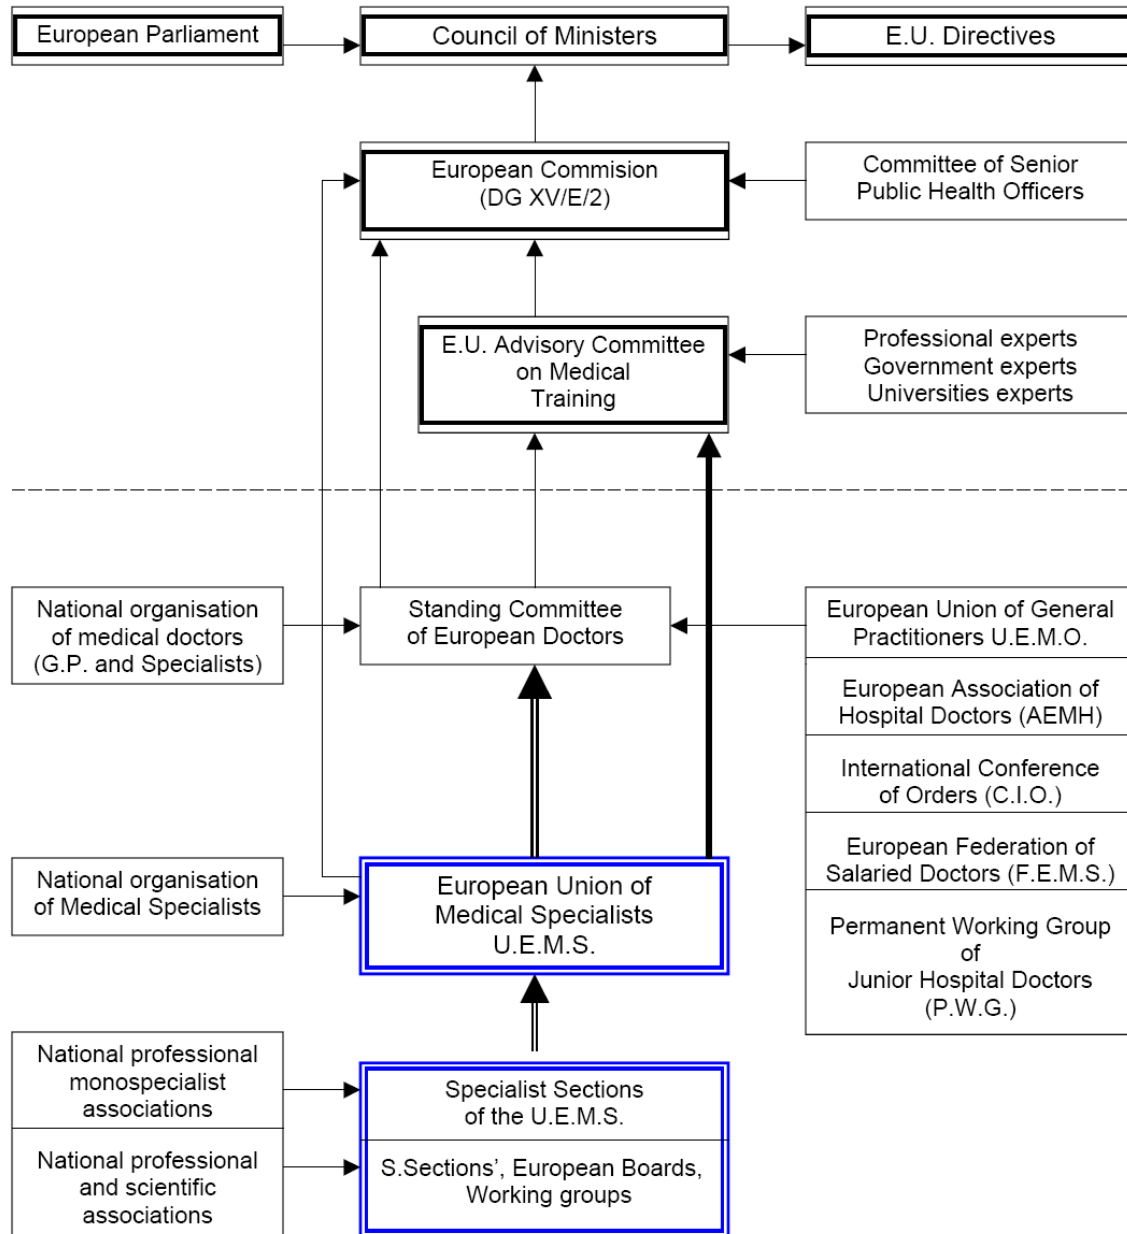 European Parliament
Council of Ministers
E.U. Directives
European Commision
(DG XV/E/2)
Committee of Senior
Public Health Officers
E.U. Advisory Committee
on Medical
Training
Professional experts
Government experts
Universities experts
National organisation
of medical doctors
(G.P. and Specialists)
Standing Committee
of European Doctors
European Union of General
Practitioners U.E.M.O.
European Association of
Hospital Doctors (AEMH)
International Conference
of Orders (C.I.O.)
European Federation of
Salaried Doctors (F.E.M.S.)
Permanent Working Group
of
Junior Hospital Doctors
(P.W.G.)
National organisation
of Medical Specialists
European Union of
Medical Specialists
U.E.M.S.
National professional
monospecialist
associations
Specialist Sections
of the U.E.M.S.
National professional
and scientific
associations
S.Sections’, European Boards,
Working groups